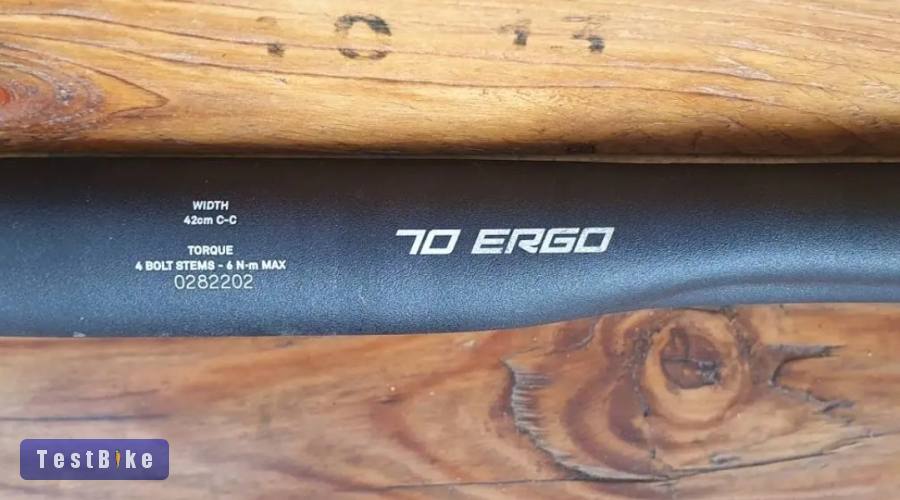 WIDTH
42cm C-C
TORQUE
4 BOLT STEMS - 6 N-m MAX
0282202
70 ERGO
TestBike